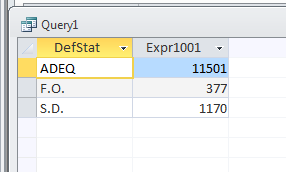 Query1
DefStat Expr1001
ADEQ 11501
F.O. 377
S.D. 1170